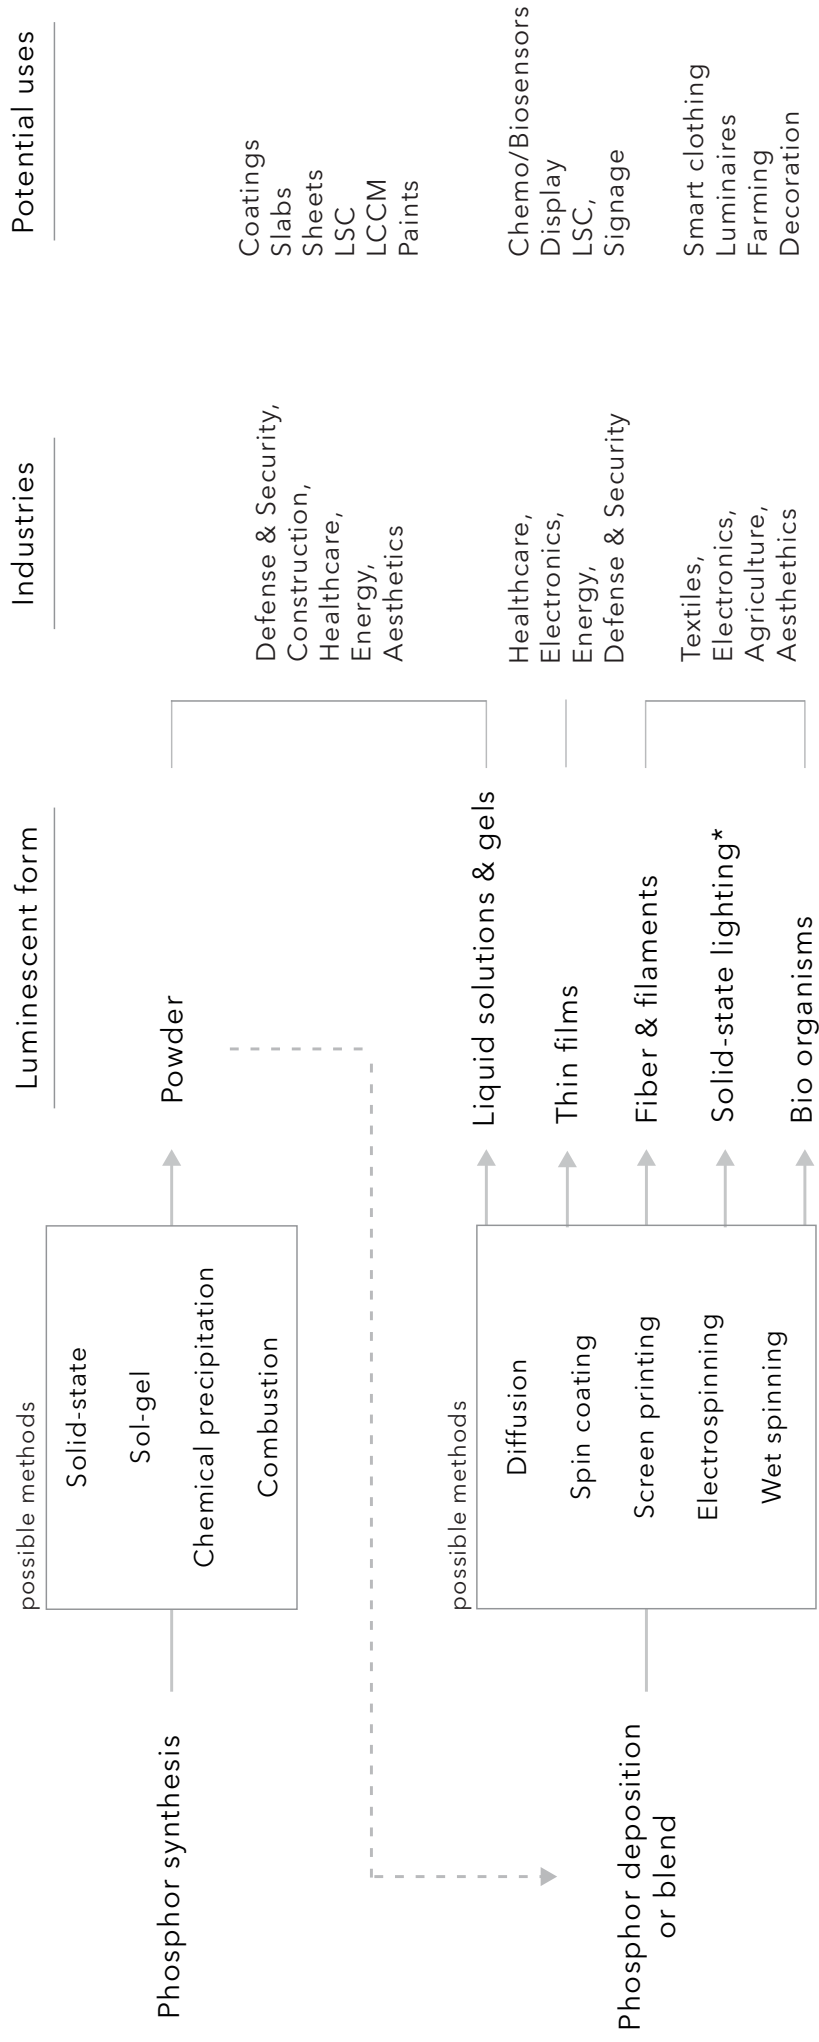 Luminescent form
Industries
Potential uses
Phosphor synthesis
possible methods
Solid-state
Sol-gel
Chemical precipitation
Combustion
Powder
Defense & Security,
Construction,
Healthcare,
Energy,
Aesthetics
Coatings
Slabs
Sheets
LSC
LCCM
Paints
Phosphor deposition
or blend
possible methods
Diffusion
Spin coating
Screen printing
Electrospinning
Wet spinning
Liquid solutions & gels
Thin films
Fiber & filaments
Solid-state lighting*
Bio organisms
Healthcare,
Electronics,
Energy,
Defense & Security
Chemo/Biosensors
Display
LSC,
Signage
Textiles,
Electronics,
Agriculture,
Aesthethics
Smart clothing
Luminaires
Farming
Decoration